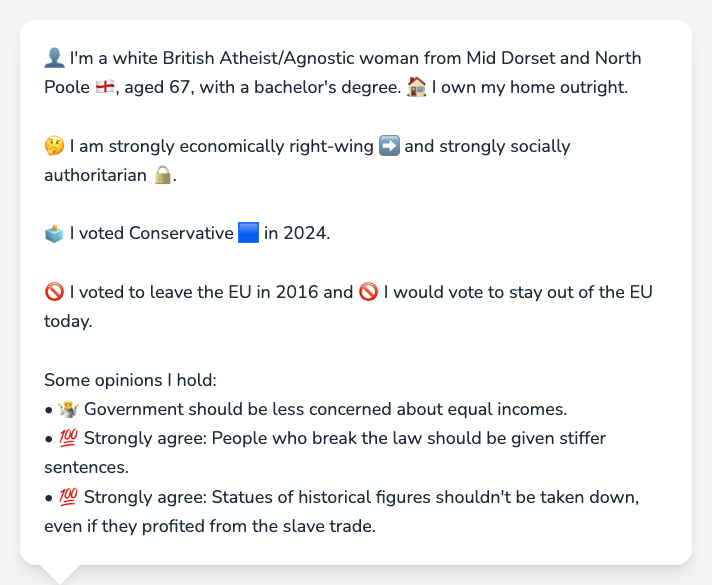 👤 I'm a white British Atheist/Agnostic woman from Mid Dorset and North
Poole 🏴󠁧󠁢󠁥󠁮󠁧󠁿, aged 67, with a bachelor's degree. 🏠 I own my home outright.
🤔 I am strongly economically right-wing ➡️ and strongly socially
authoritarian 🔒.
🗳️ I voted Conservative 🟦 in 2024.
🚫 I voted to leave the EU in 2016 and 🚫 I would vote to stay out of the EU
today.
Some opinions I hold:
• 🤷 Government should be less concerned about equal incomes.
• 💯 Strongly agree: People who break the law should be given stiffer
sentences.
• 💯 Strongly agree: Statues of historical figures shouldn't be taken down,
even if they profited from the slave trade.